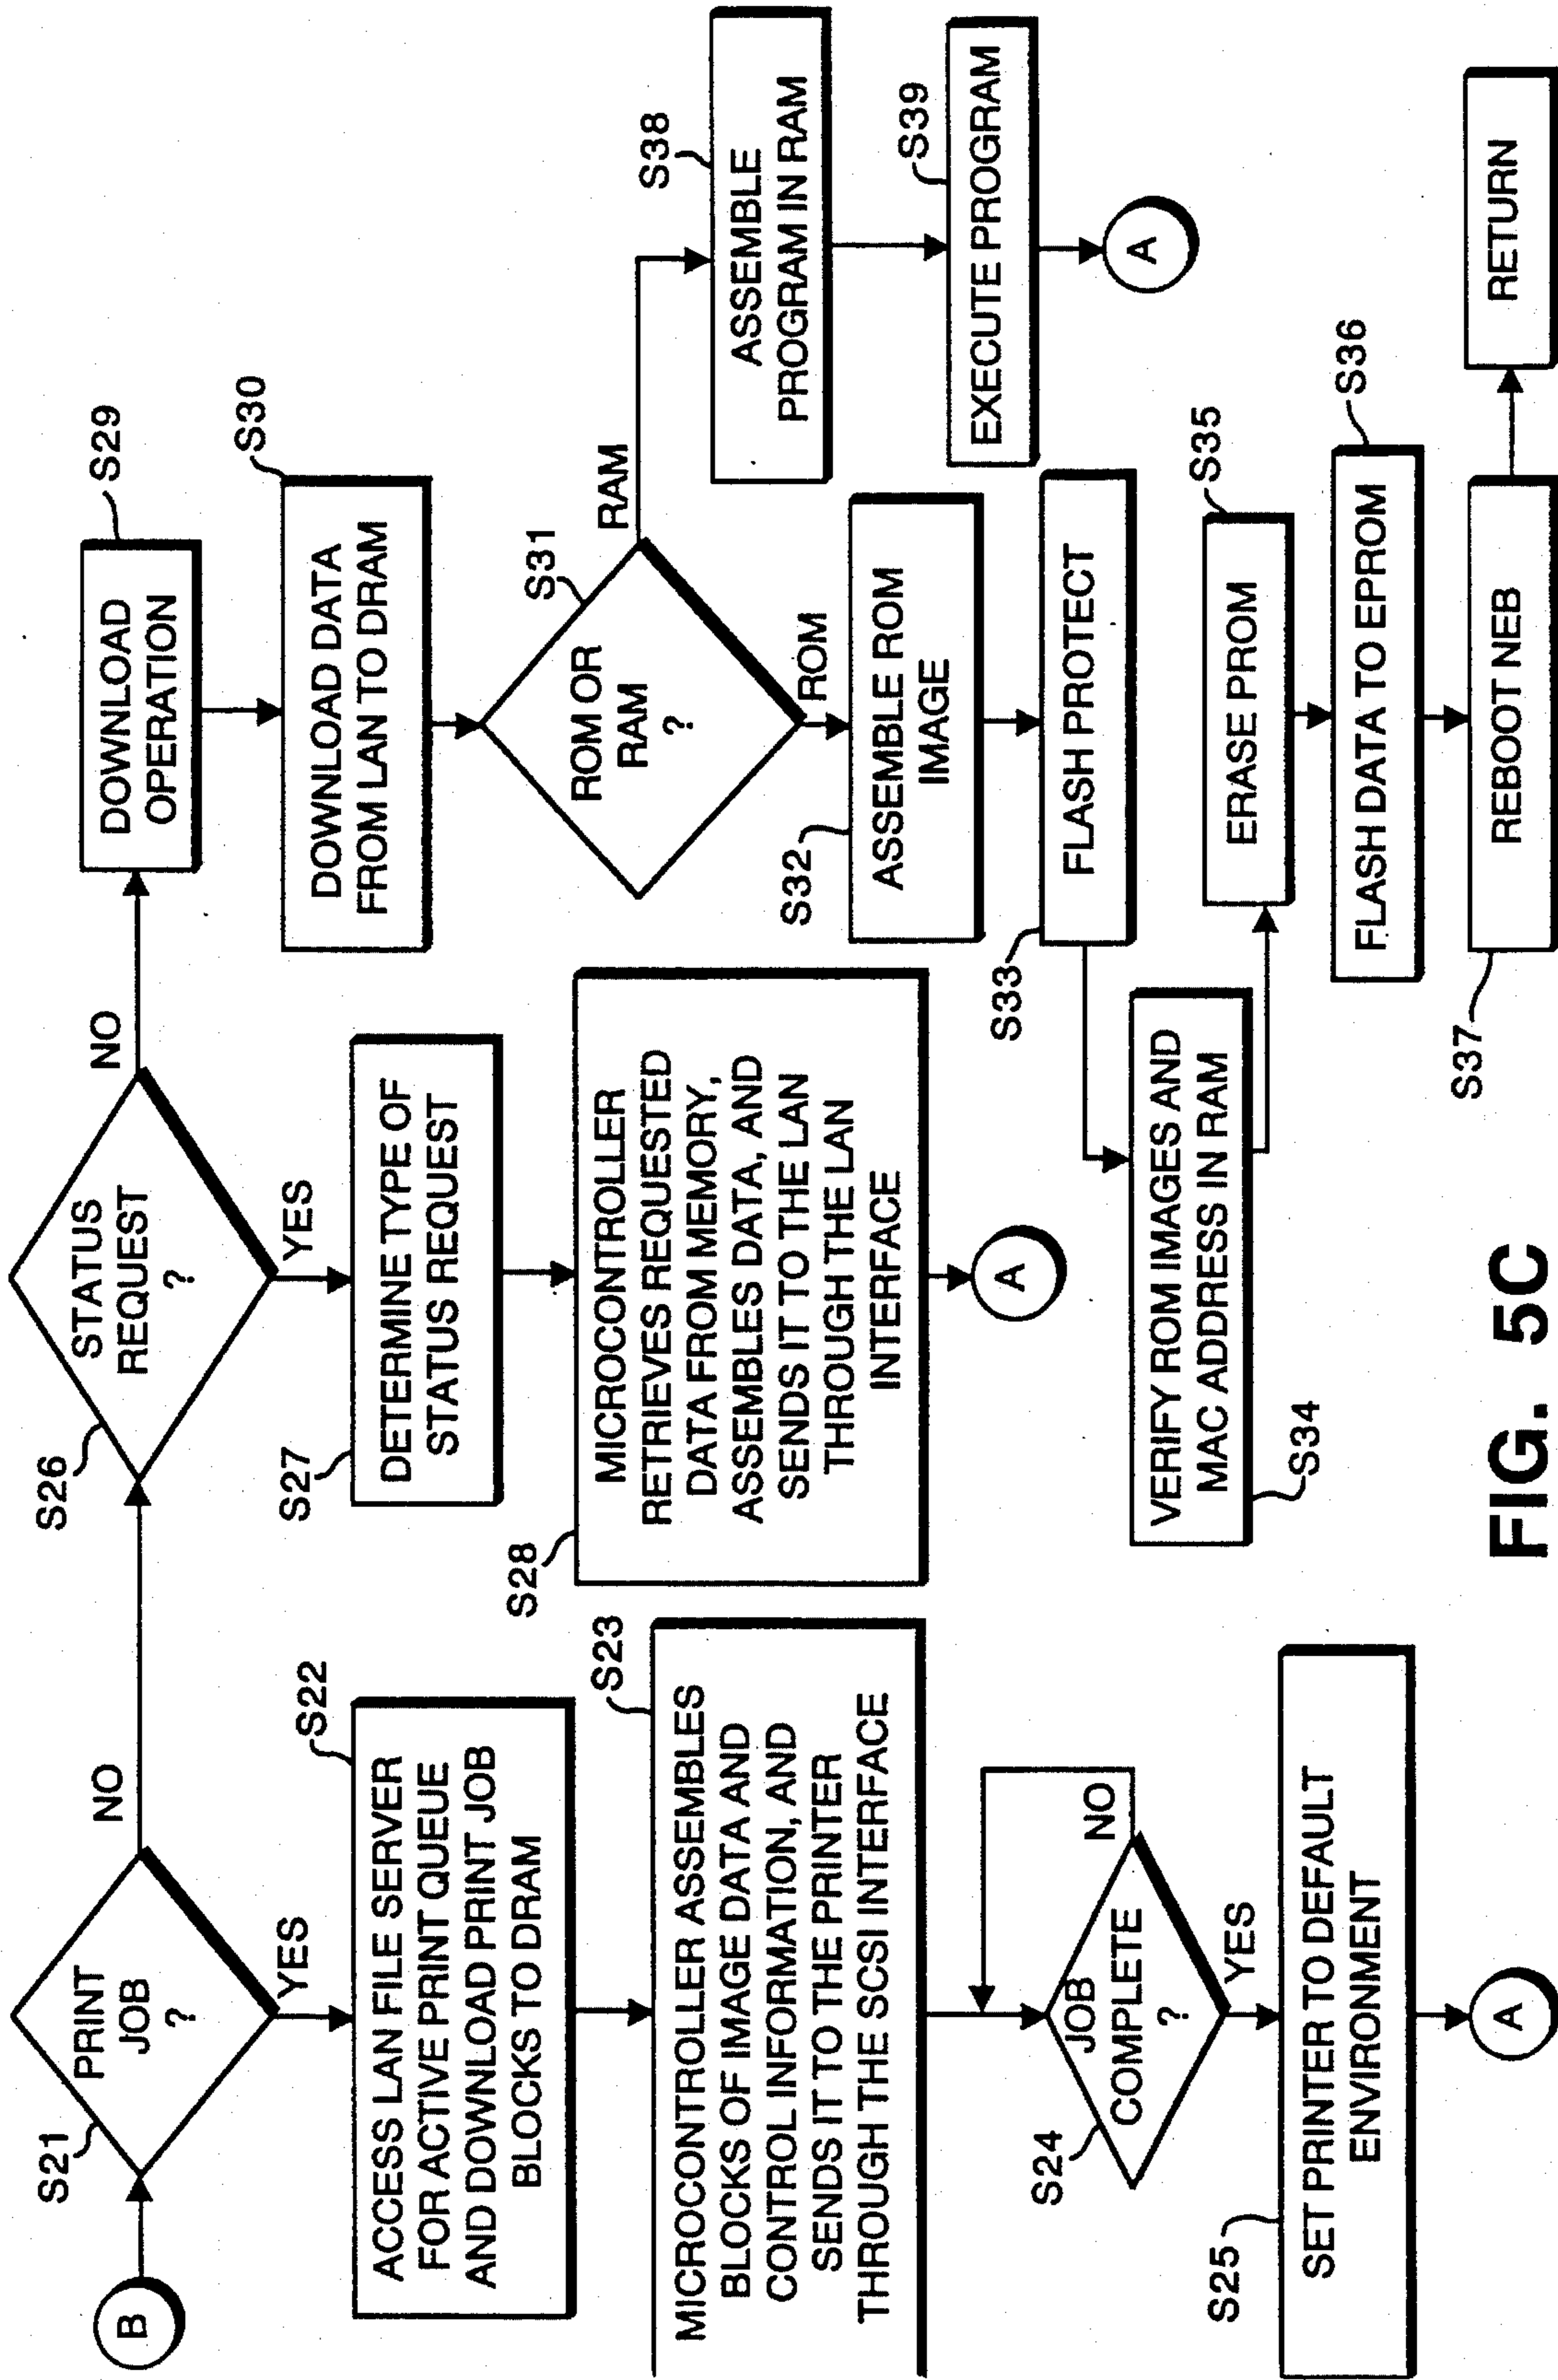 B
S21
PRINT
JOB
?
NO
YES
S22
ACCESS LAN FILE SERVER
FOR ACTIVE PRINT QUEUE
AND DOWNLOAD PRINT JOB
BLOCKS TO DRAM
S23
MICROCONTROLLER ASSEMBLES
BLOCKS OF IMAGE DATA AND
CONTROL INFORMATION, AND
SENDS IT TO THE PRINTER
THROUGH THE SCSI INTERFACE
S24
JOB
COMPLETE
?
NO
YES
S25
SET PRINTER TO DEFAULT
ENVIRONMENT
A
S26
STATUS
REQUEST
?
NO
YES
S27
DETERMINE TYPE OF
STATUS REQUEST
S28
MICROCONTROLLER
RETRIEVES REQUESTED
DATA FROM MEMORY,
ASSEMBLES DATA, AND
SENDS IT TO THE LAN
THROUGH THE LAN
INTERFACE
A
S29
DOWNLOAD
OPERATION
S30
DOWNLOAD DATA
FROM LAN TO DRAM
S31
ROM OR
RAM
?
RAM
ROM
S32
ASSEMBLE ROM
IMAGE
S33
FLASH PROTECT
VERIFY ROM IMAGES AND
MAC ADDRESS IN RAM
S34
S35
ERASE PROM
S36
FLASH DATA TO EPROM
S37
REBOOT NEB
RETURN
S38
ASSEMBLE
PROGRAM IN RAM
S39
EXECUTE PROGRAM
A
FIG. 5C